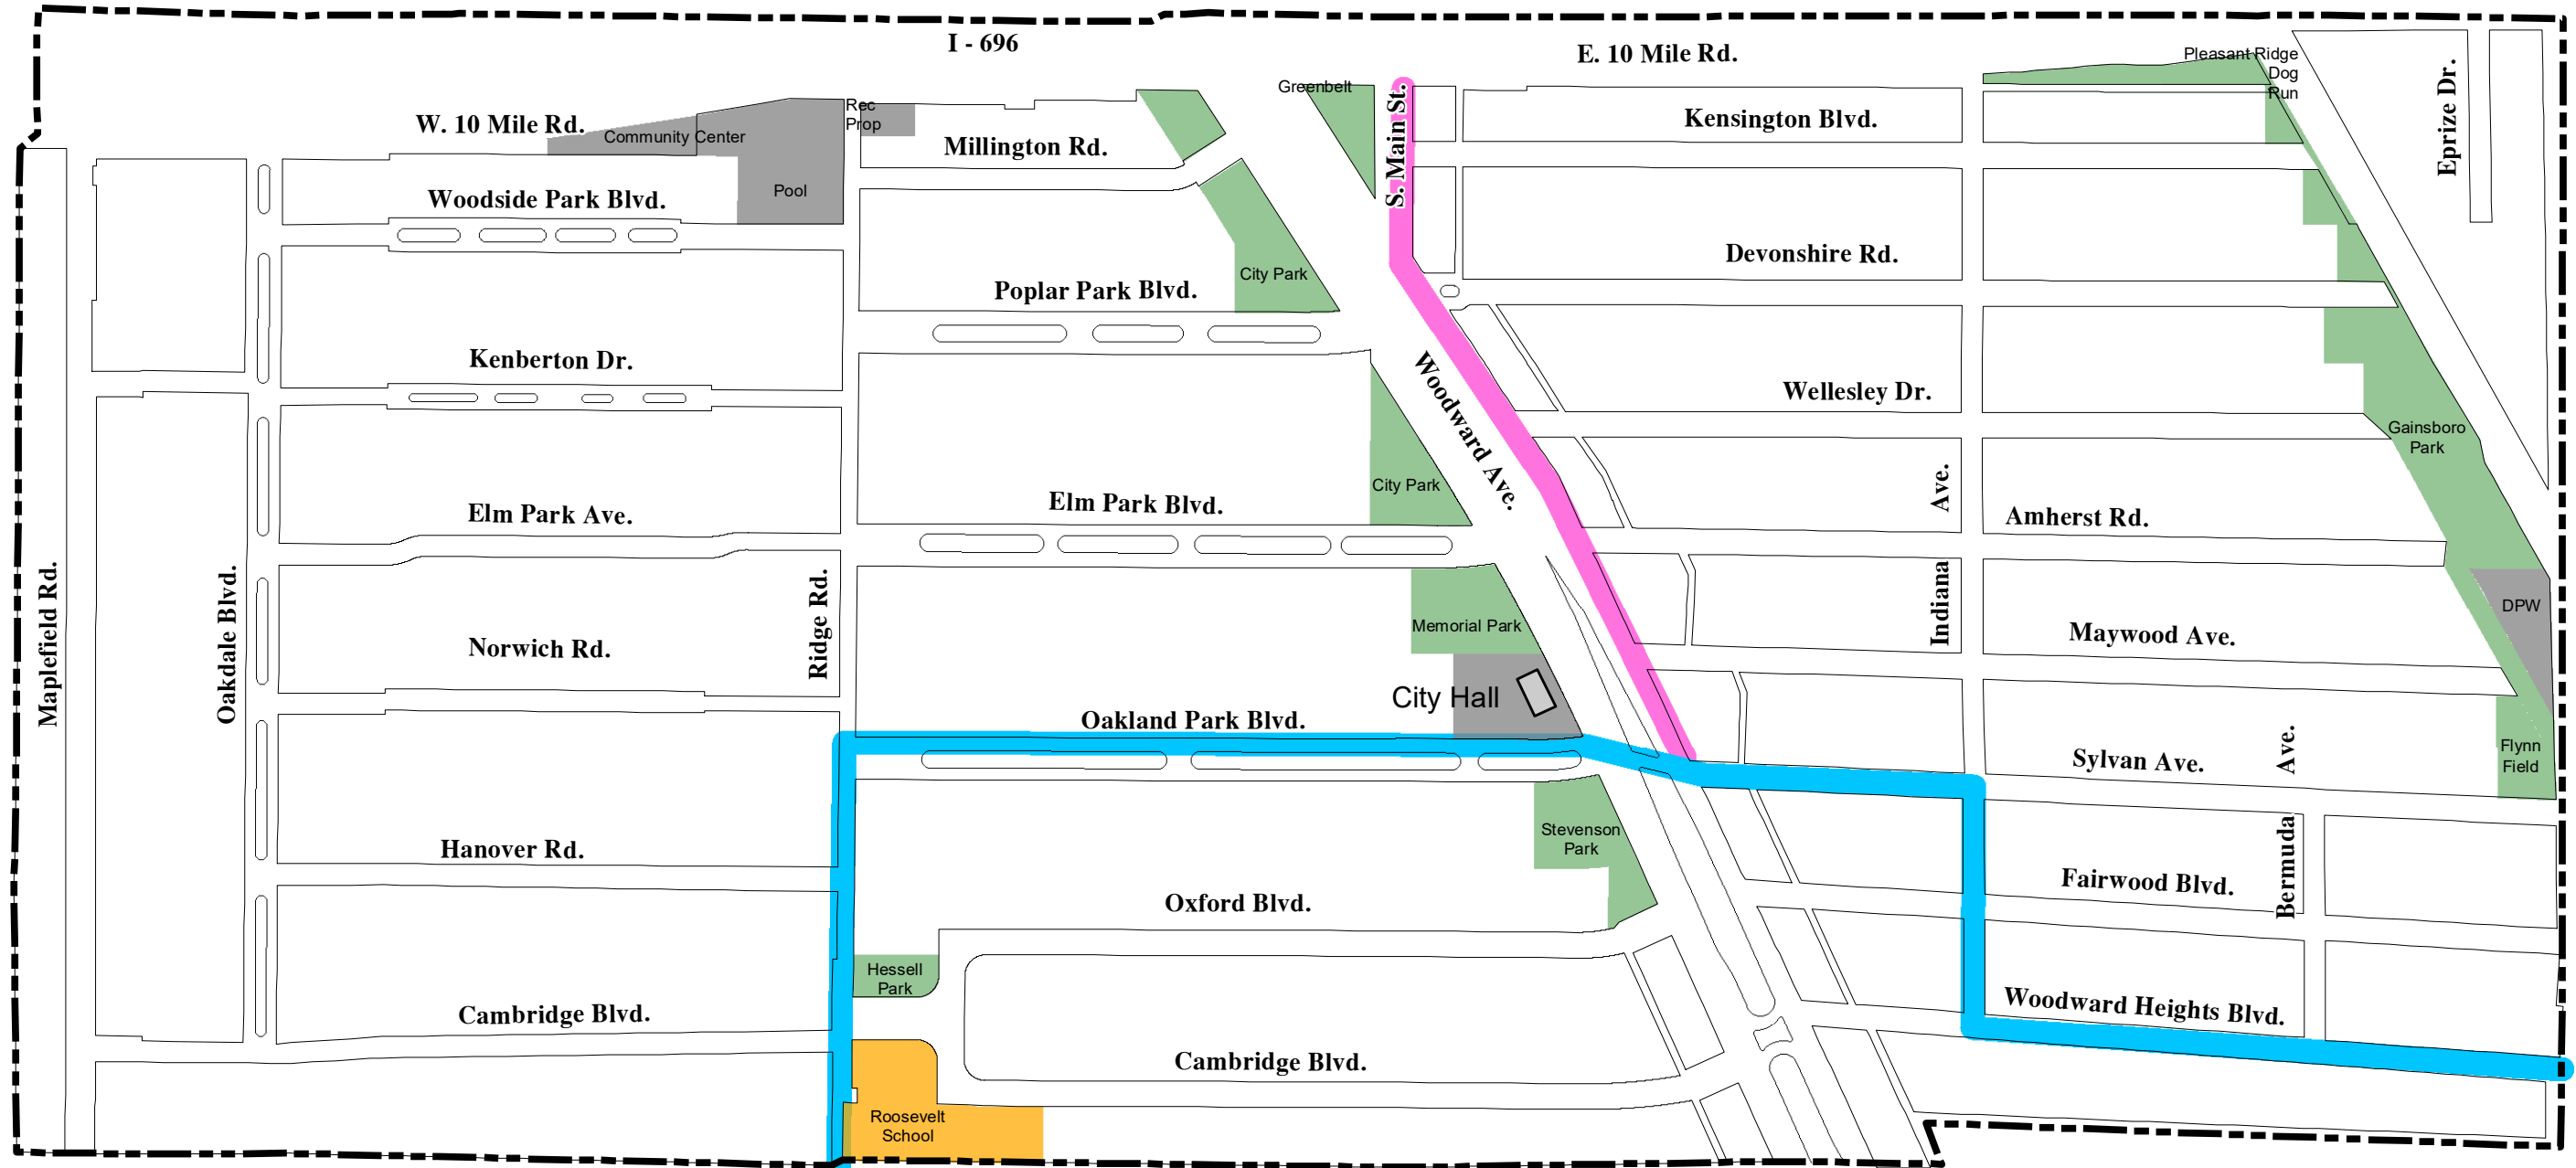 I - 696
E. 10 Mile Rd.
Pleasant Ridge
Dog
Run
Eprize Dr.
Greenbelt
S. Main St.
Kensington Blvd.
W. 10 Mile Rd.
Community Center
Rec
Prop
Millington Rd.
Pool
Woodside Park Blvd.
Devonshire Rd.
City Park
Poplar Park Blvd.
Kenberton Dr.
Woodward Ave.
Wellesley Dr.
Gainsboro
Park
City Park
Elm Park Blvd.
Elm Park Ave.
Indiana Ave.
Amherst Rd.
Maplefield Rd.
Oakdale Blvd.
Ridge Rd.
Norwich Rd.
Memorial Park
Maywood Ave.
DPW
City Hall
Oakland Park Blvd.
Sylvan Ave.
Bermuda Ave.
Flynn
Field
Hanover Rd.
Stevenson
Park
Fairwood Blvd.
Oxford Blvd.
Hessell
Park
Woodward Heights Blvd.
Cambridge Blvd.
Cambridge Blvd.
Roosevelt
School